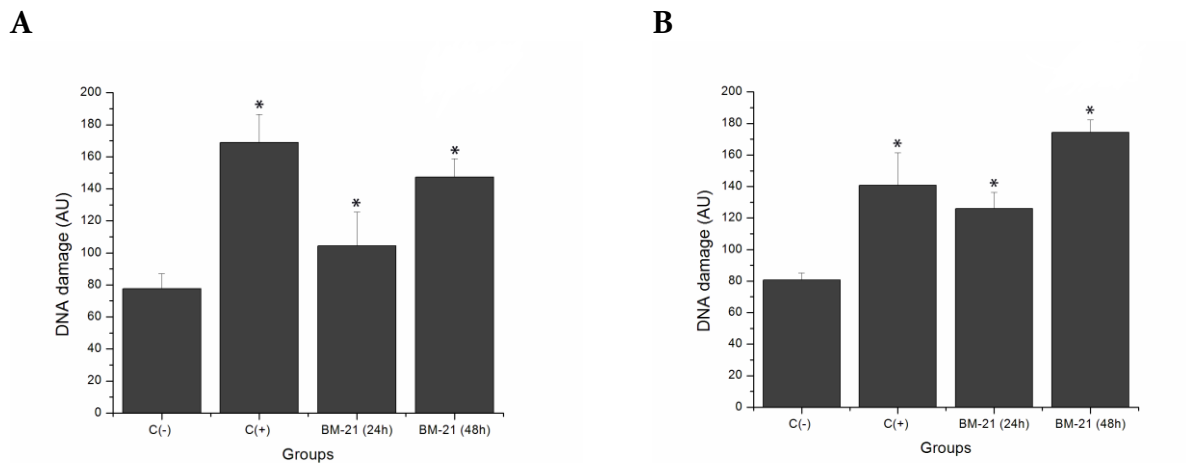 A
B
200
180
160
140
120
100
80
60
40
20
0
DNA damage (AU)
*
*
*
C(-)
C(+)
BM-21 (24h)
BM-21 (48h)
Groups
200
180
160
140
120
100
80
60
40
20
0
DNA damage (AU)
*
*
*
C(-)
C(+)
BM-21 (24h)
BM-21 (48h)
Groups